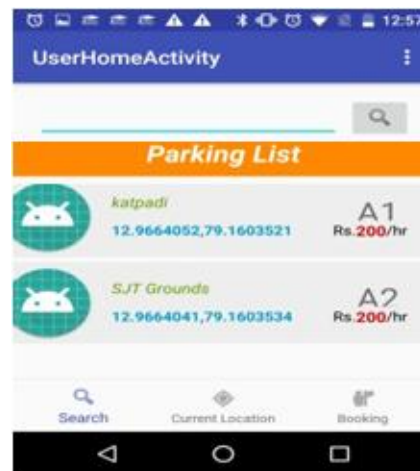 12:57
UserHomeActivity
Parking List
katpadi
12.9664052,79.1603521
A1
Rs.200/hr
SJT Grounds
12.9664041,79.1603534
A2
Rs.200/hr
Search
Current Location
Booking